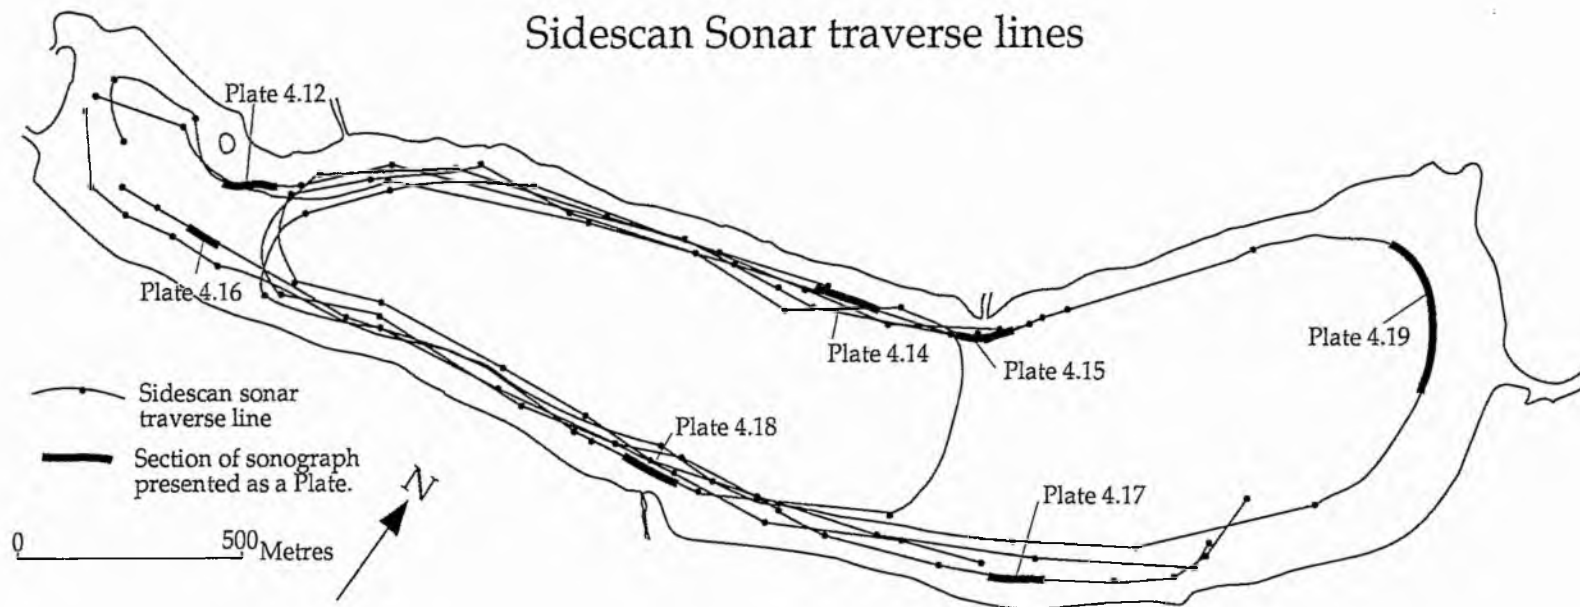 Sidescan Sonar traverse lines
Plate 4.12
Plate 4.16
Plate 4.14
Plate 4.15
Plate 4.19
Plate 4.18
Plate 4.17
Sidescan sonar
traverse line
Section of sonograph
presented as a Plate.
N
0 500 Metres